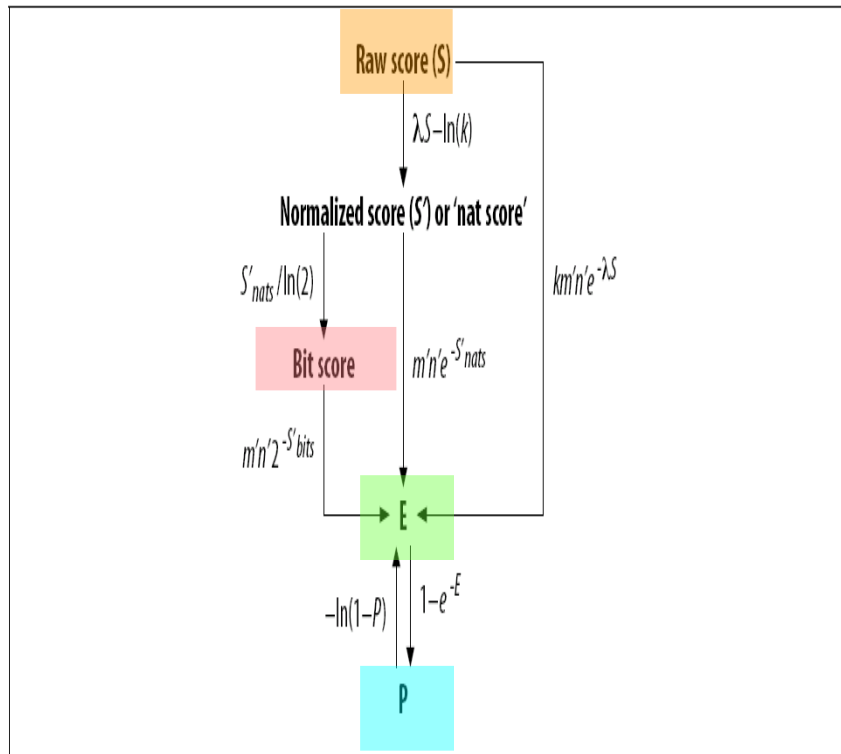 Raw score (S)
λS–ln(k)
Normalized score (S′) or ‘nat score’
S′nats/ln(2)
km′n′e-λS
Bit score
m′n′e-S′nats
m′n′2-S′bits
E
–ln(1–P)
1–e-E
P